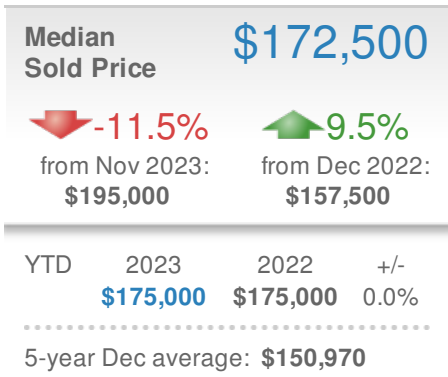 Median
Sold Price
$172,500
-11.5%
from Nov 2023:
$195,000
9.5%
from Dec 2022:
$157,500
YTD 2023 2022 +/-
$175,000 $175,000 0.0%
5-year Dec average: $150,970